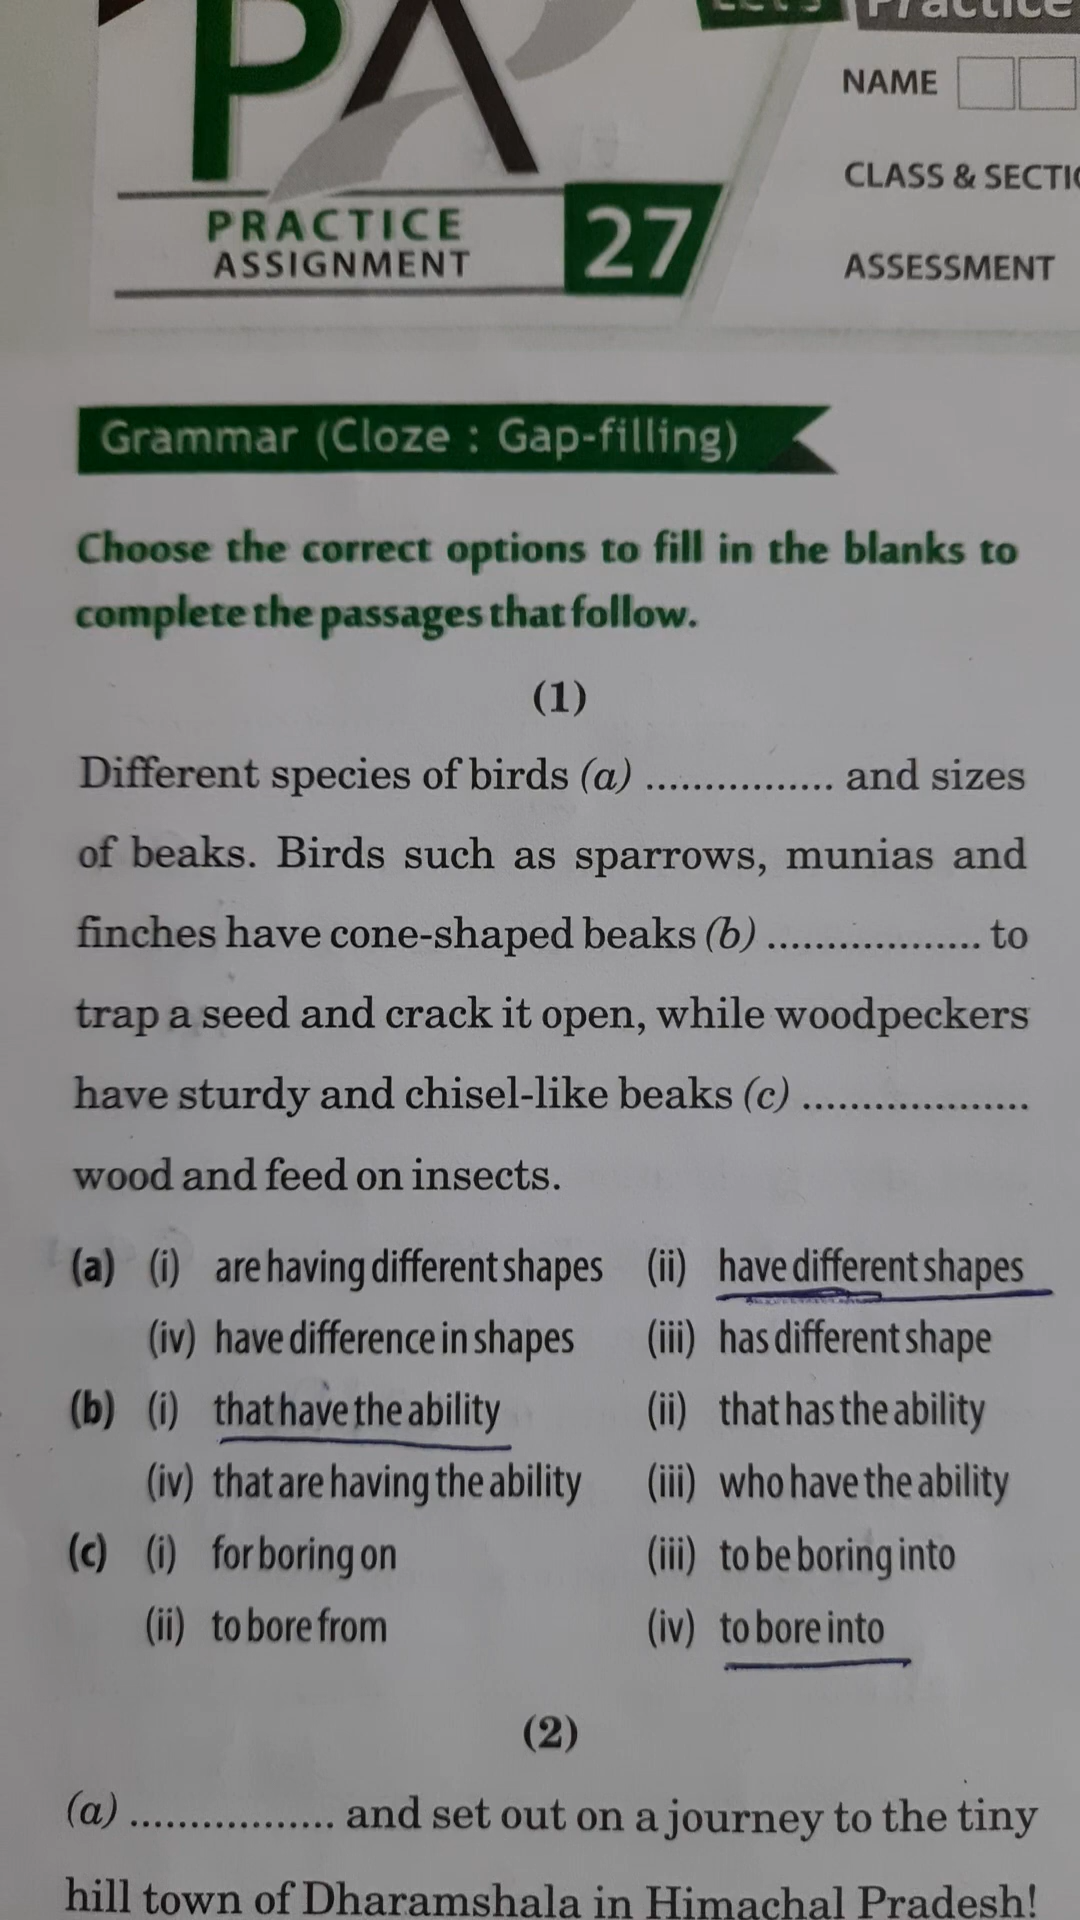 PA
Practice
NAME
CLASS & SECTIO
PRACTICE
ASSIGNMENT
27
ASSESSMENT
Grammar (Cloze : Gap-filling)
Choose the correct options to fill in the blanks to
complete the passages that follow.
(1)
Different species of birds (a) ................ and sizes
of beaks. Birds such as sparrows, munias and
finches have cone-shaped beaks (b) .................. to
trap a seed and crack it open, while woodpeckers
have sturdy and chisel-like beaks (c) ...................
wood and feed on insects.
(a) (i) are having different shapes (ii) have different shapes
(iv) have difference in shapes (iii) has different shape
(b) (i) that have the ability (ii) that has the ability
(iv) that are having the ability (iii) who have the ability
(c) (i) for boring on (iii) to be boring into
(ii) to bore from (iv) to bore into
(2)
(a) ................. and set out on a journey to the tiny
hill town of Dharamshala in Himachal Pradesh!